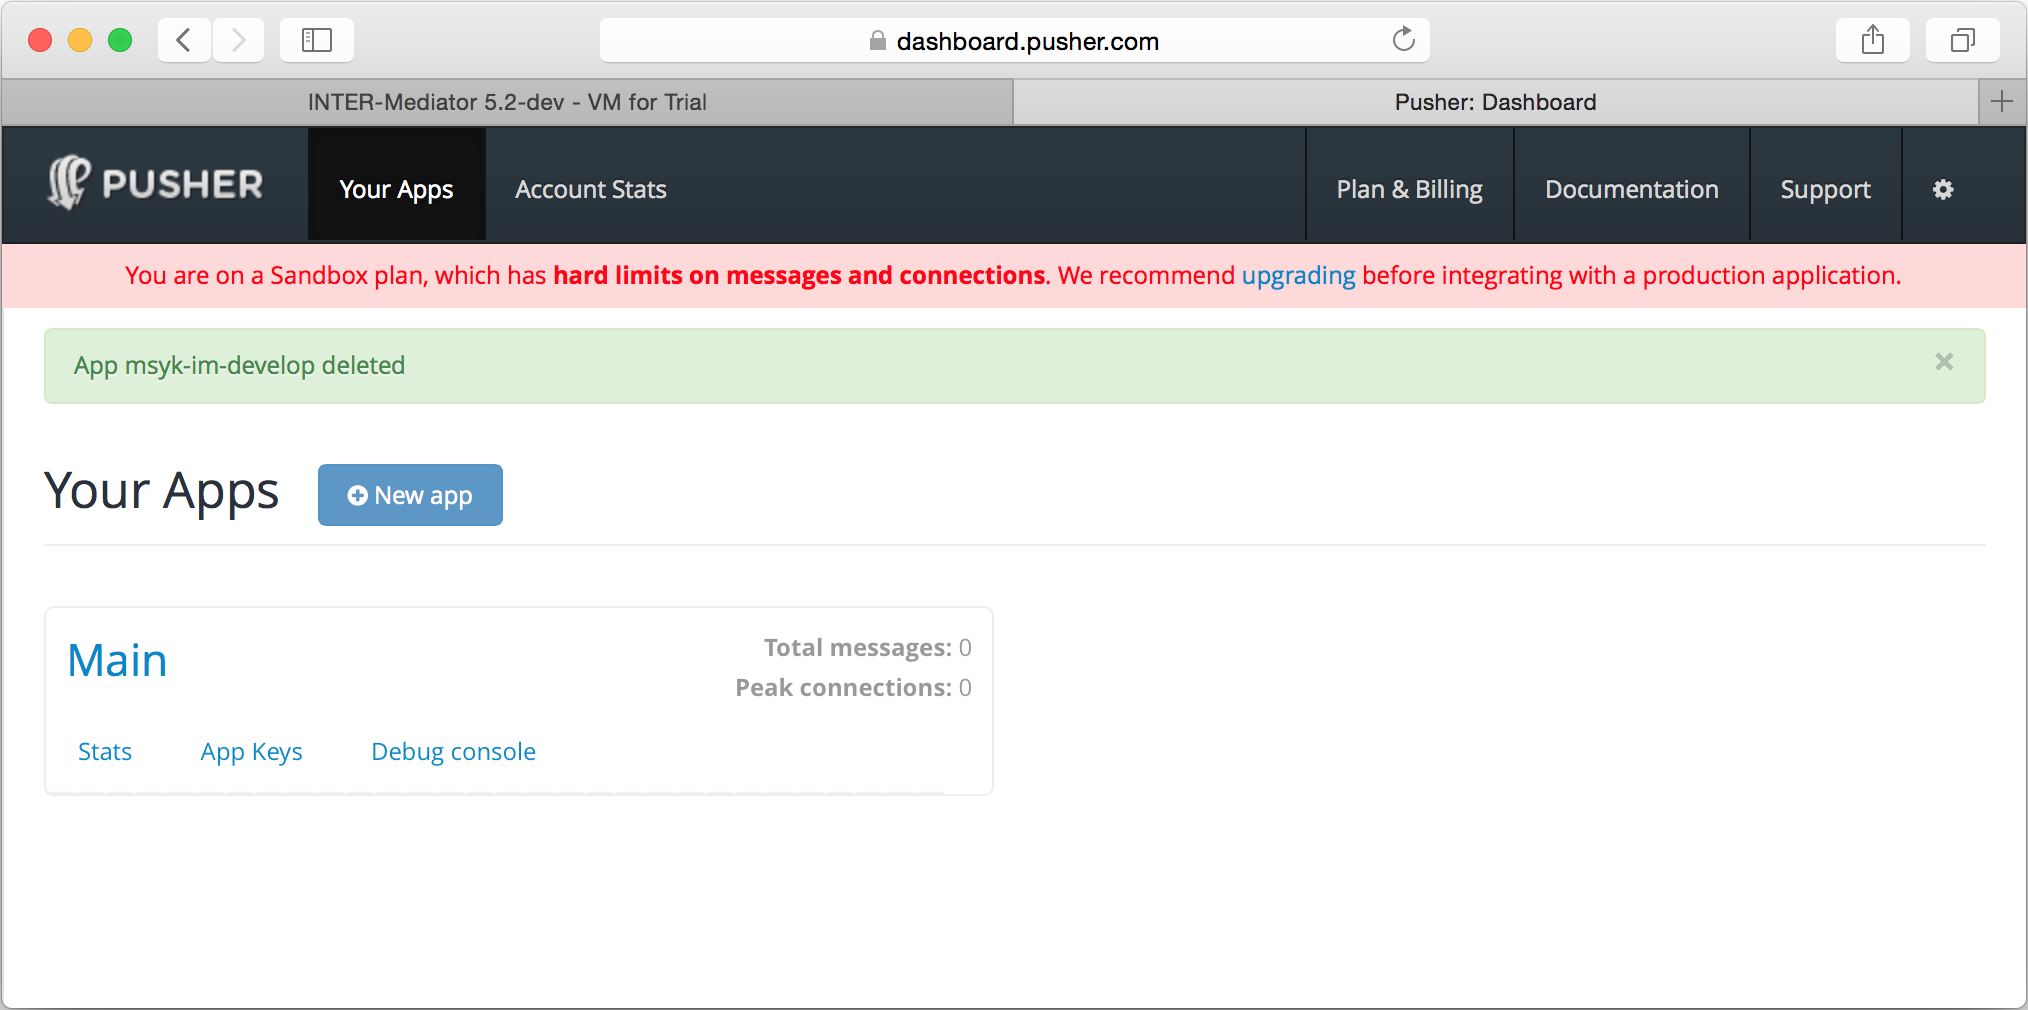 dashboard.pusher.com
INTER-Mediator 5.2-dev - VM for Trial
Pusher: Dashboard
PUSHER
Your Apps
Account Stats
Plan & Billing
Documentation
Support
You are on a Sandbox plan, which has hard limits on messages and connections. We recommend upgrading before integrating with a production application.
App msyk-im-develop deleted
×
Your Apps
New app
Main
Total messages: 0
Peak connections: 0
Stats
App Keys
Debug console